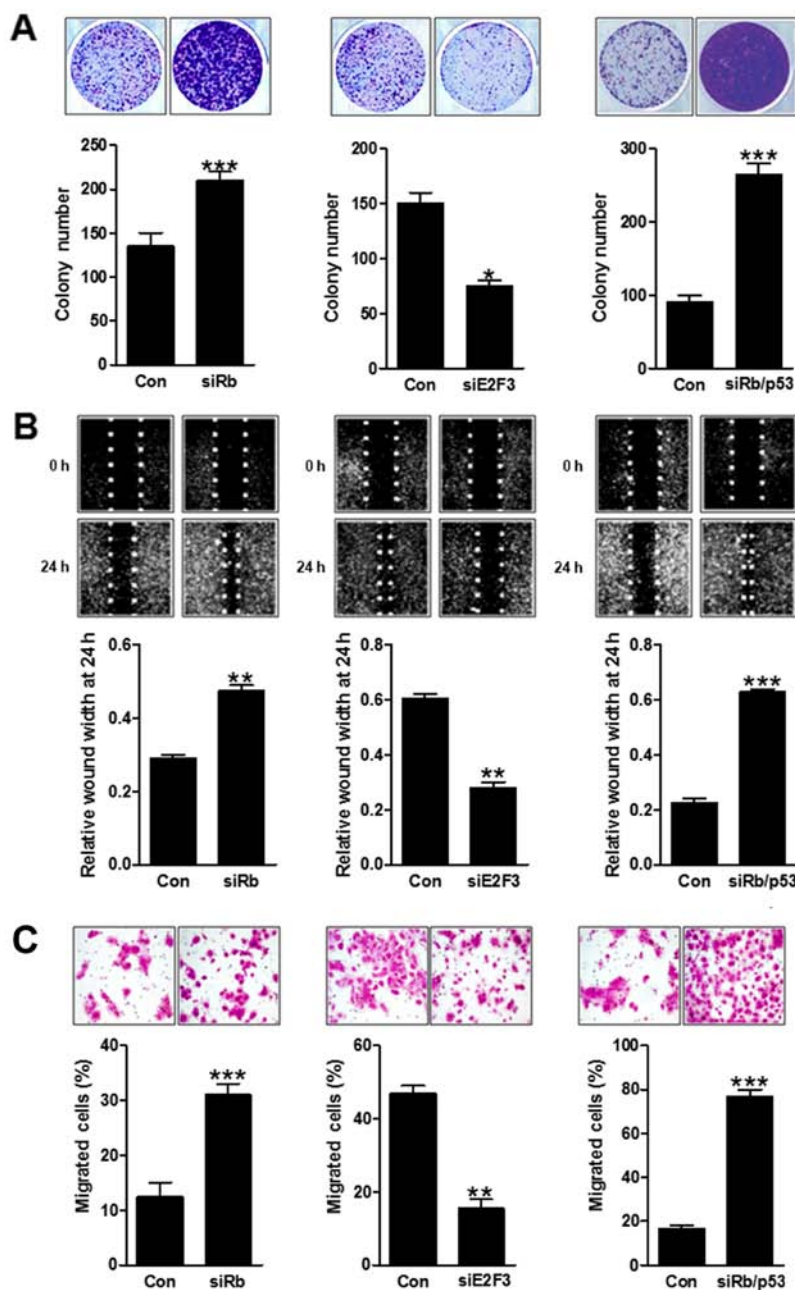 A
Colony number
250
200
150
100
50
0
***
Con siRb
Colony number
200
150
100
50
0
*
Con siE2F3
Colony number
300
200
100
0
***
Con siRb/p53
B
0 h
24 h
0 h
24 h
0 h
24 h
Relative wound width at 24h
0.6
0.4
0.2
0.0
**
Con siRb
Relative wound width at 24h
0.8
0.6
0.4
0.2
0.0
**
Con siE2F3
Relative wound width at 24h
0.8
0.6
0.4
0.2
0.0
***
Con siRb/p53
C
Migrated cells (%)
40
30
20
10
0
***
Con siRb
Migrated cells (%)
60
40
20
0
**
Con siE2F3
Migrated cells (%)
100
80
60
40
20
0
***
Con siRb/p53